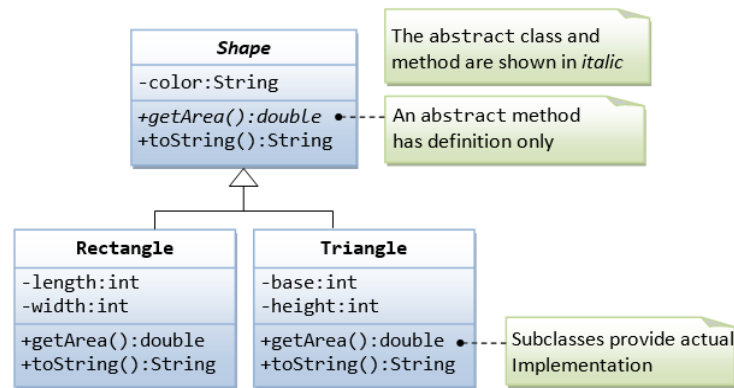 Shape
-color:String
+getArea():double
+toString():String
The abstract class and
method are shown in italic
An abstract method
has definition only
Rectangle
-length:int
-width:int
+getArea():double
+toString():String
Triangle
-base:int
-height:int
+getArea():double
+toString():String
Subclasses provide actual
Implementation